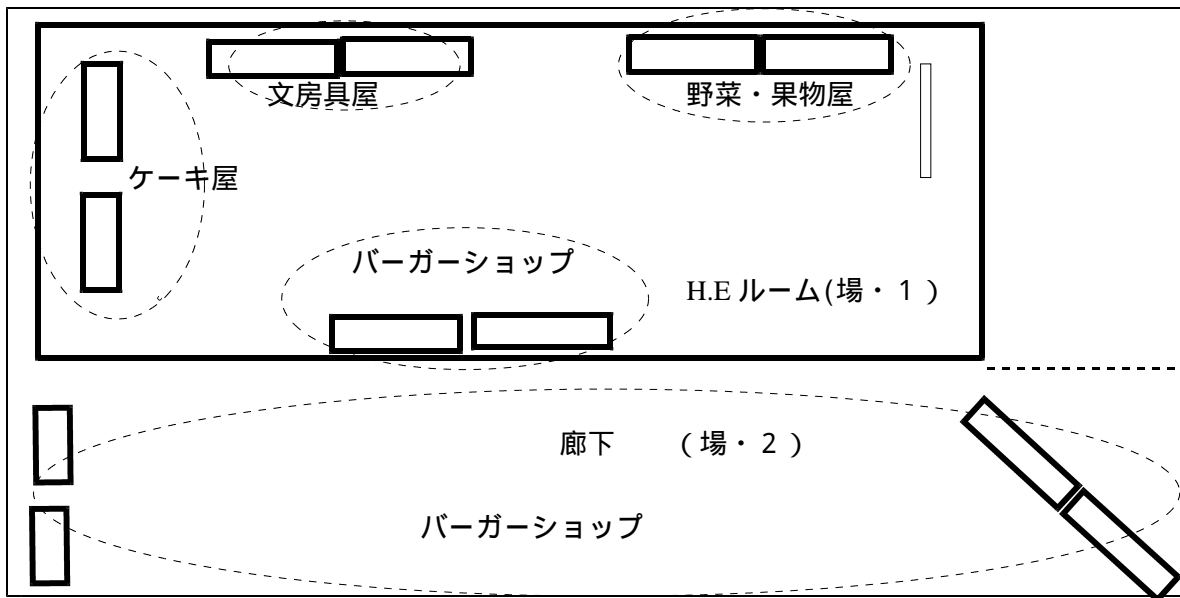 文房具屋
野菜・果物屋
ケーキ屋
バーガーショップ
H.E ルーム(場・１）
廊下　　（場・２）
バーガーショップ